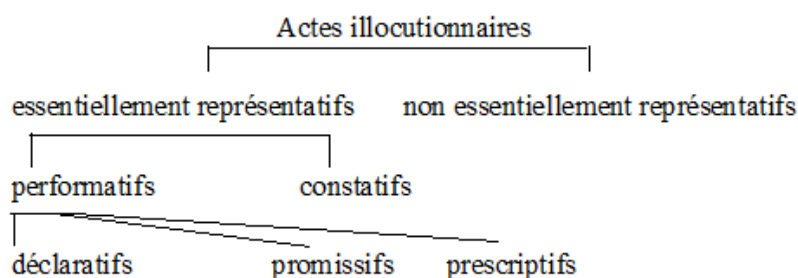 Actes illocutionnaires
essentiellement représentatifs non essentiellement représentatifs
performatifs constatifs
déclaratifs promissifs prescriptifs